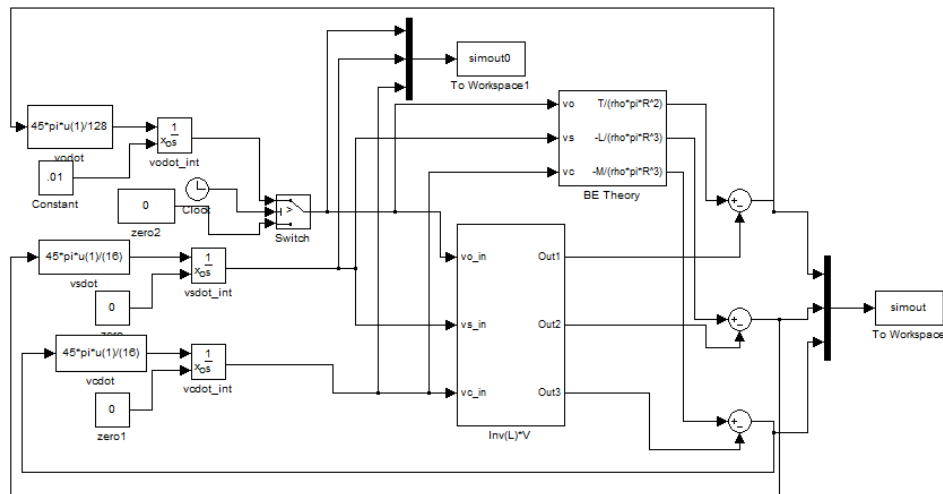 simout0
To Workspace1
45*pi*u(1)/128
vodot
1
s
x
o
vodot_int
.01
Constant
0
zero2
Clock
>
Switch
vo
vs
vc
T/(rho*pi*R^2)
-L/(rho*pi*R^3)
-M/(rho*pi*R^3)
BE Theory
45*pi*u(1)/(16)
vsdot
1
s
x
o
vsdot_int
0
zero
45*pi*u(1)/(16)
vcdot
1
s
x
o
vcdot_int
0
zero1
vo_in
vs_in
vc_in
Out1
Out2
Out3
Inv(L)*V
simout
To Workspace